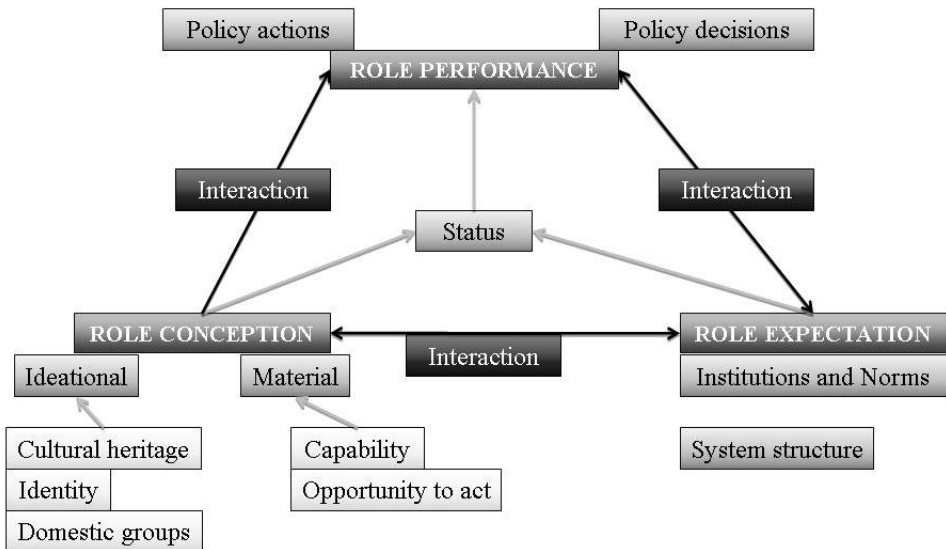 Policy actions
Policy decisions
ROLE PERFORMANCE
Interaction
Interaction
Status
ROLE CONCEPTION
ROLE EXPECTATION
Interaction
Ideational
Material
Institutions and Norms
Cultural heritage
Capability
System structure
Identity
Opportunity to act
Domestic groups